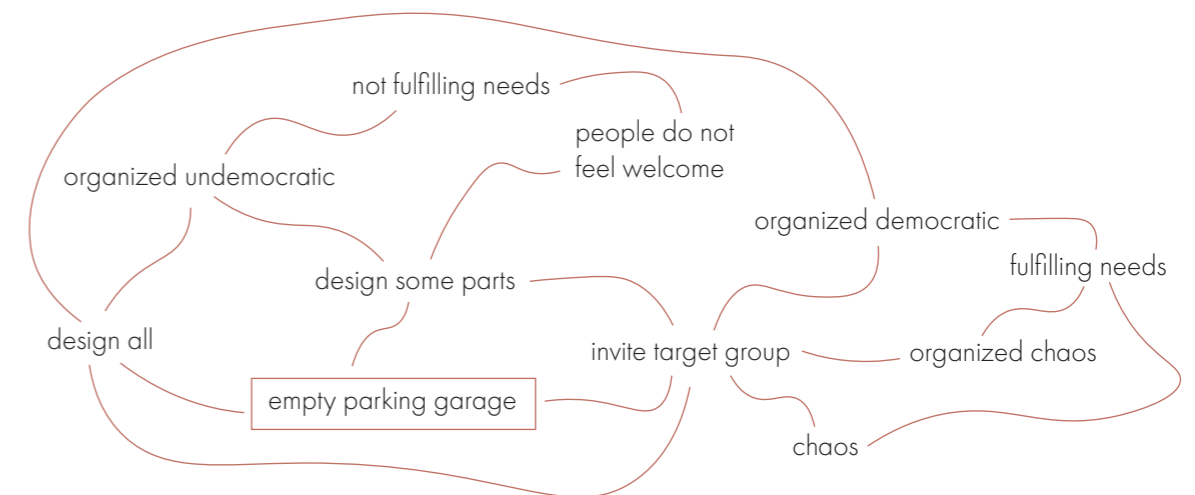 not fulfilling needs
people do not
feel welcome
organized undemocratic
organized democratic
fulfilling needs
design some parts
design all
invite target group
organized chaos
empty parking garage
chaos